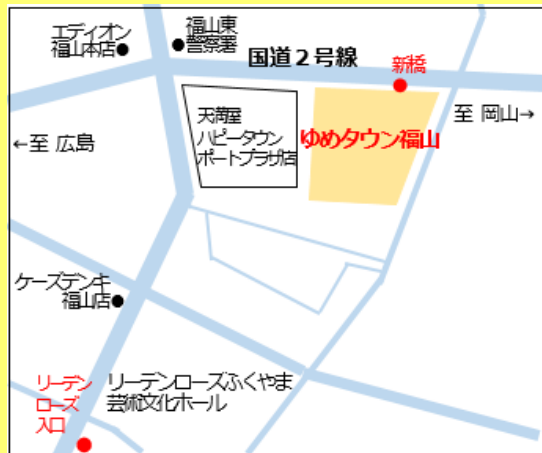 エディオン
福山本店
福山東
警察署
国道２号線
新橋
至 岡山→
←至 広島
天満屋
ハピータウン
ポートプラザ店
ゆめタウン福山
ケーズデンキ
福山店
リーデン
ローズ
入口
リーデンローズふくやま
芸術文化ホール